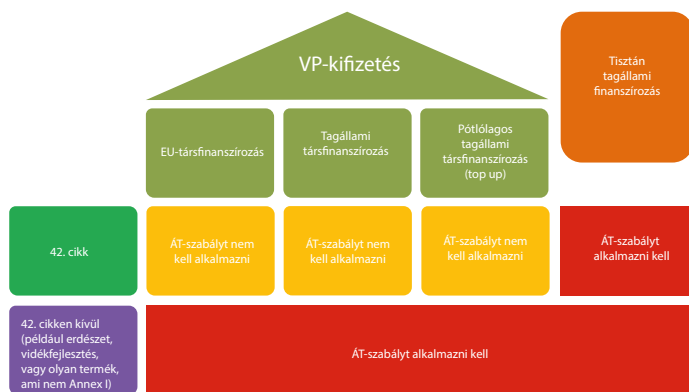 VP-kifizetés
Tisztán
tagállami
finanszírozás
EU-társfinanszírozás
Tagállami
társfinanszírozás
Pótlólagos
tagállami
társfinanszírozás
(top up)
42. cikk
ÁT-szabályt nem
kell alkalmazni
ÁT-szabályt nem
kell alkalmazni
ÁT-szabályt nem
kell alkalmazni
ÁT-szabályt
alkalmazni kell
42. cikken kívül
(például erdészet,
vidékfejlesztés,
vagy olyan termék,
ami nem Annex I)
ÁT-szabályt alkalmazni kell